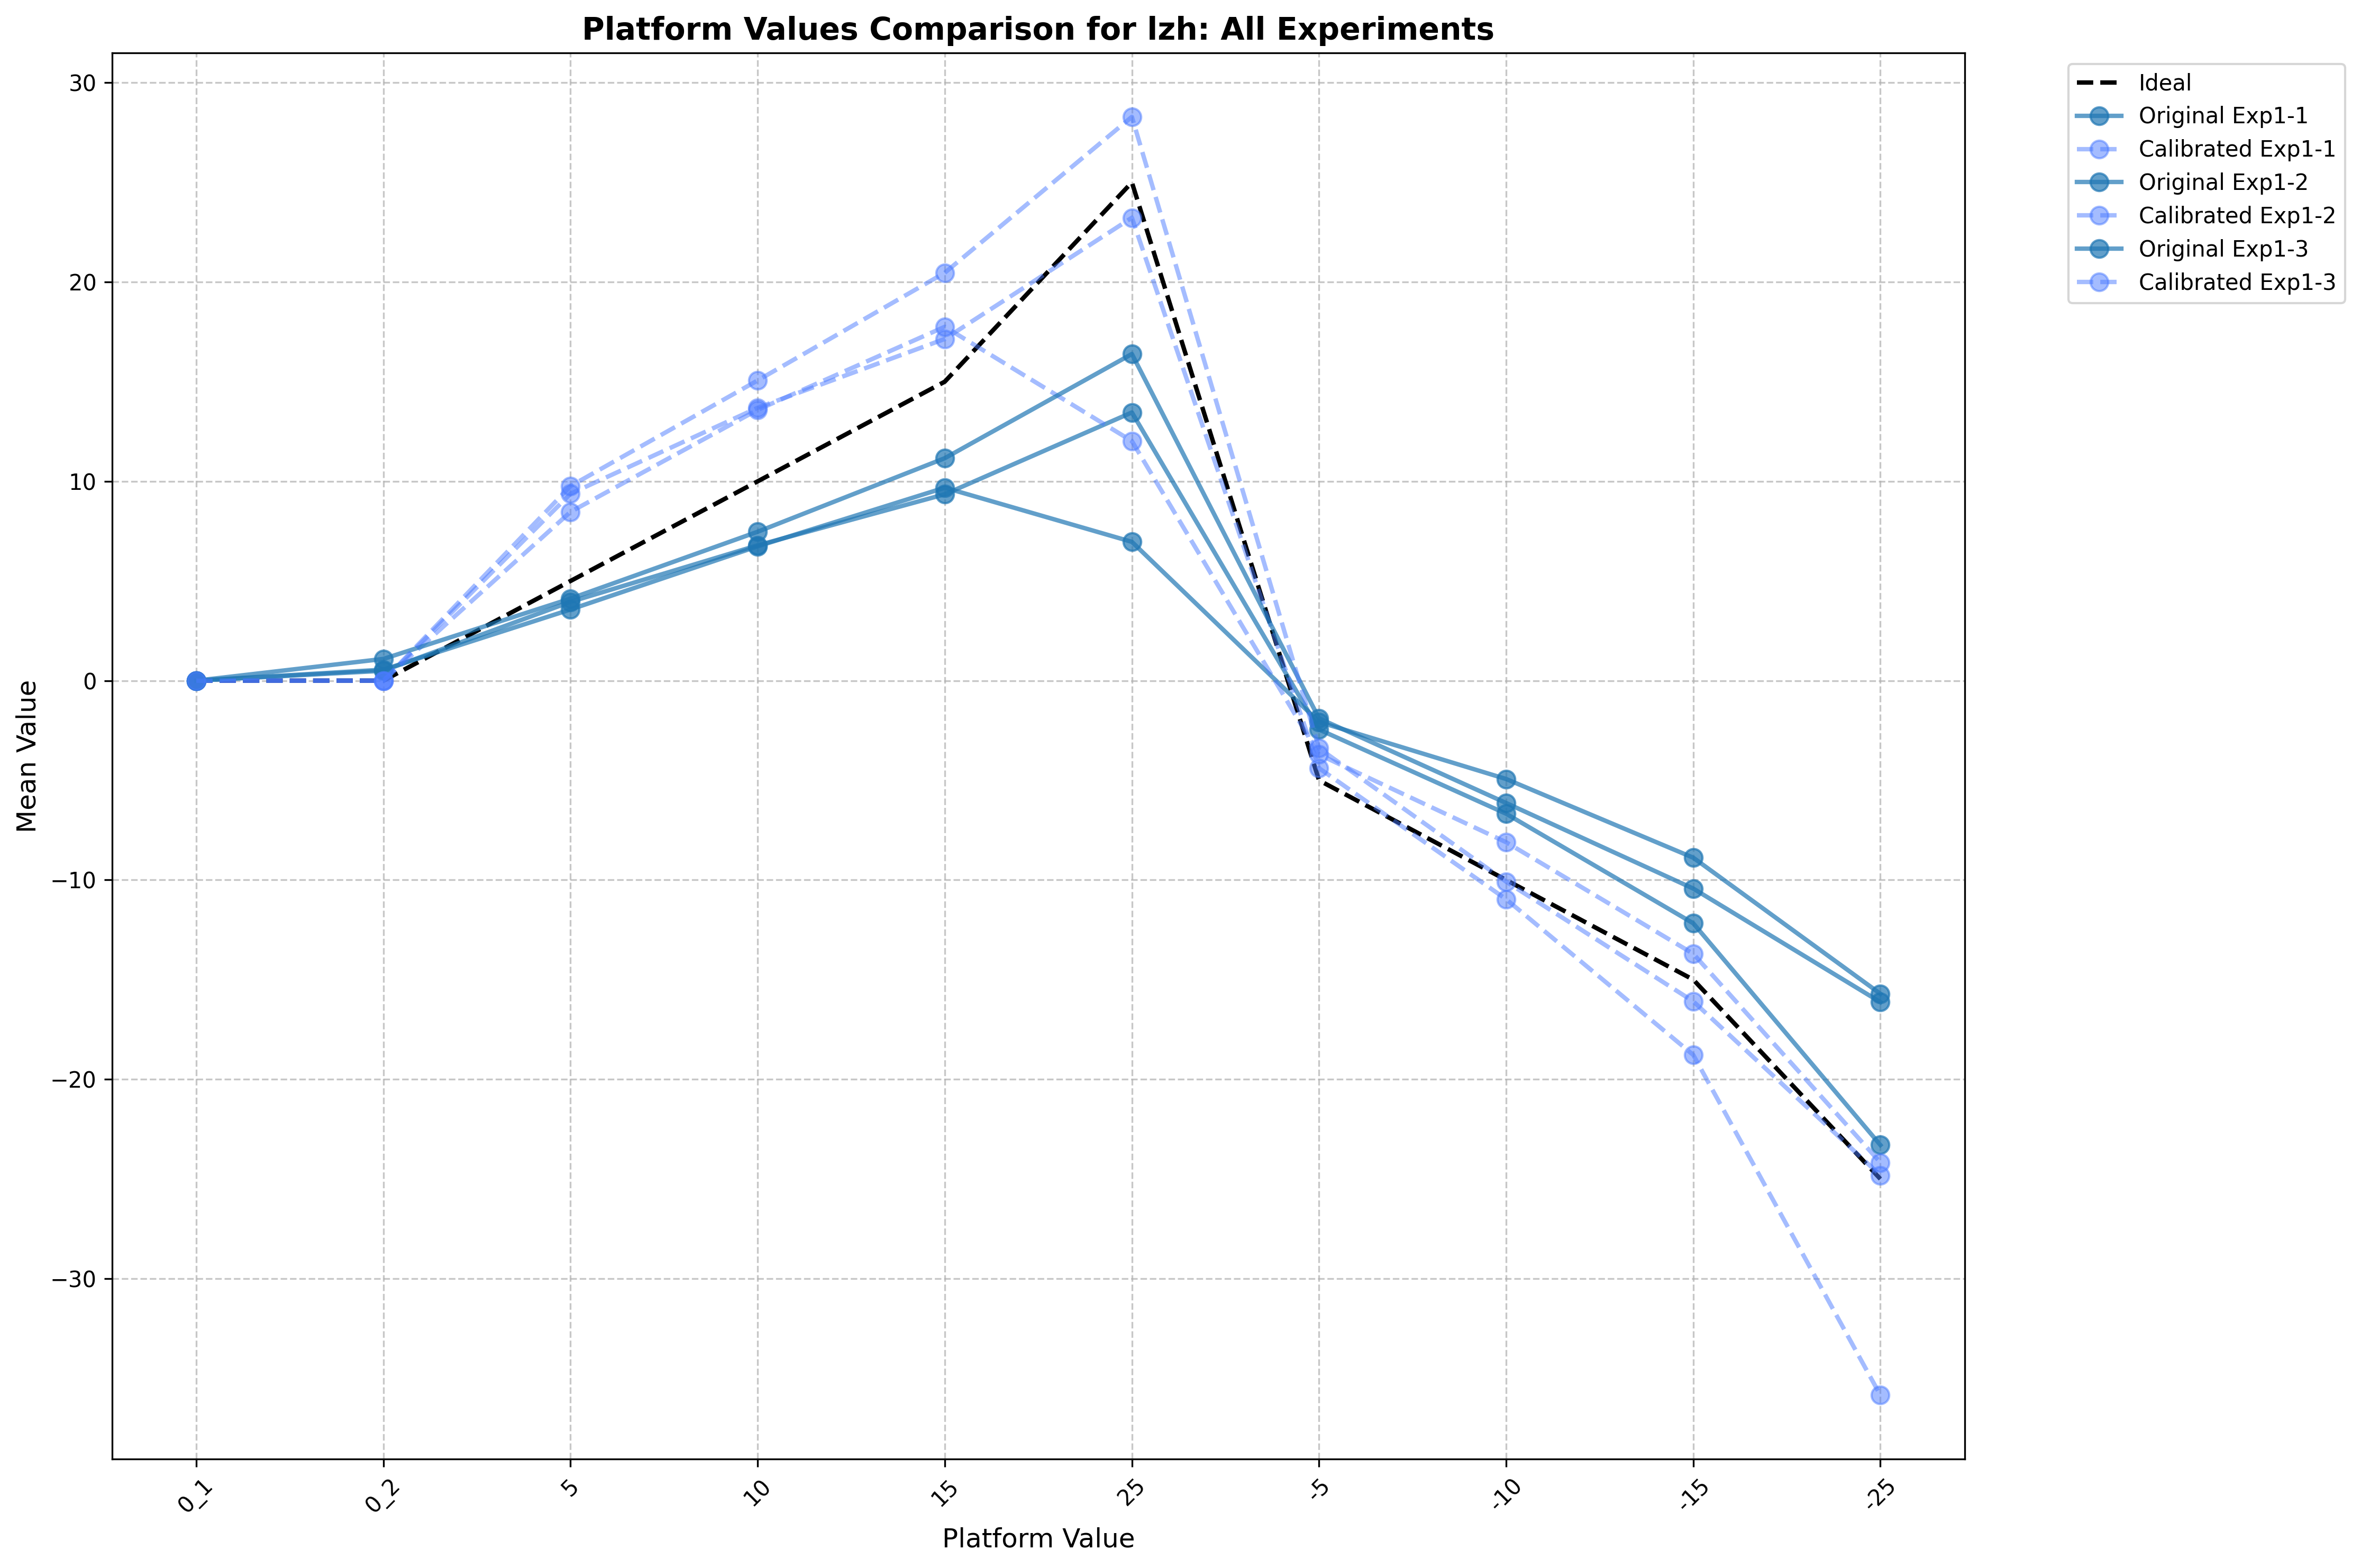 Platform Values Comparison for lzh: All Experiments
30
20
10
0
−10
−20
−30
Mean Value
0_1
0_2
5
10
15
25
-5
-10
-15
-25
Platform Value
Ideal
Original Exp1-1
Calibrated Exp1-1
Original Exp1-2
Calibrated Exp1-2
Original Exp1-3
Calibrated Exp1-3